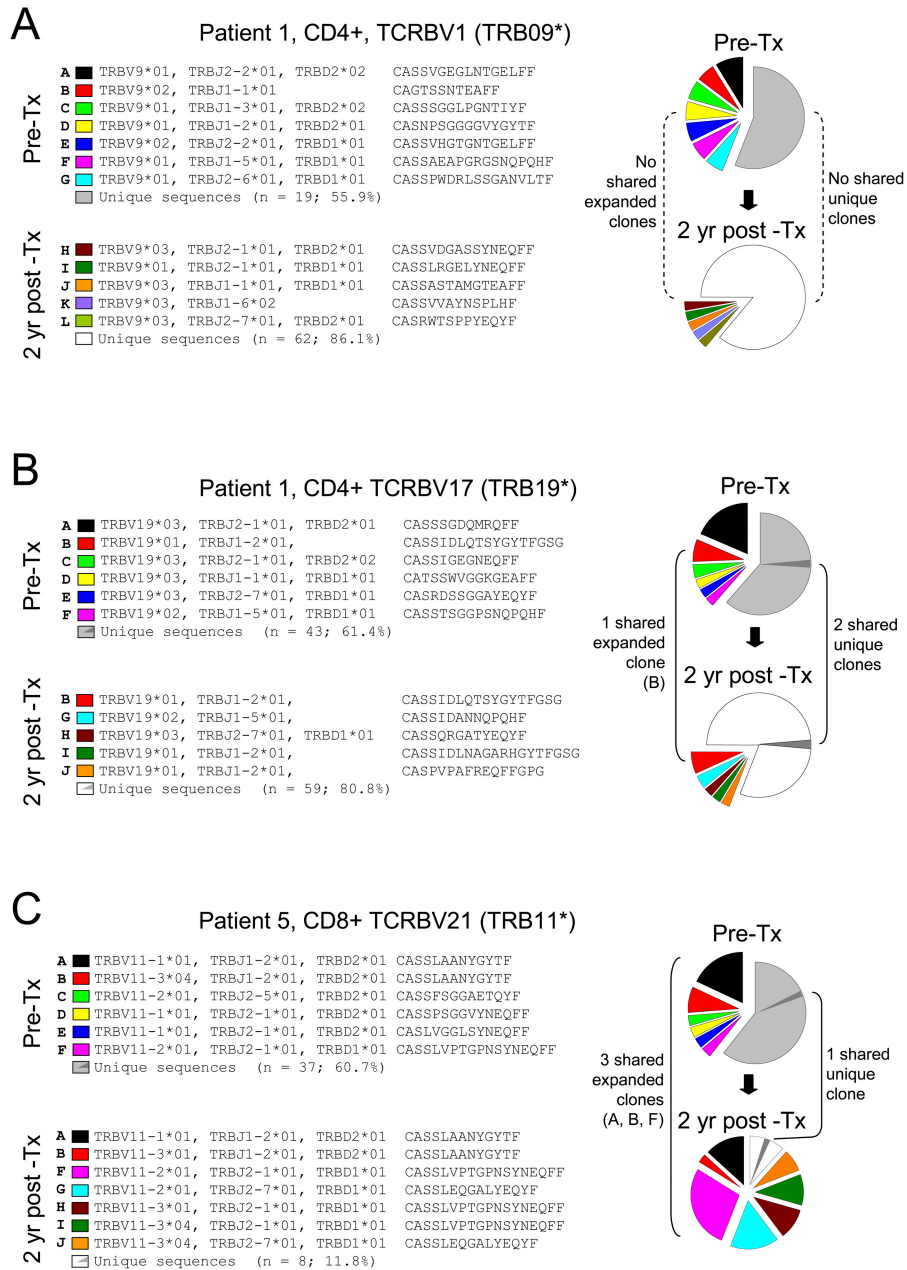 A
Patient 1, CD4+, TCRBV1 (TRB09*)
Pre-Tx
A TRBV9*01, TRBJ2-2*01, TRBD2*02 CASSVGEGLNTGELFF
B TRBV9*02, TRBJ1-1*01 CAGTSSNTEAFF
C TRBV9*01, TRBJ1-3*01, TRBD2*02 CASSSGGLPGNTIYF
D TRBV9*01, TRBJ1-2*01, TRBD2*01 CASNPSGGGGVYGYTF
E TRBV9*02, TRBJ2-2*01, TRBD1*01 CASSVHGTGNTGELFF
F TRBV9*01, TRBJ1-5*01, TRBD1*01 CASSAEAPGRGSNQPQHF
G TRBV9*01, TRBJ2-6*01, TRBD1*01 CASSPWDRLSSGANVLTF
Unique sequences (n = 19; 55.9%)
2 yr post -Tx
H TRBV9*03, TRBJ2-1*01, TRBD2*01 CASSVDGASSYNEQFF
I TRBV9*01, TRBJ2-1*01, TRBD1*01 CASSLRGELYNEQFF
J TRBV9*03, TRBJ1-1*01, TRBD1*01 CASSASTAMGTEAFF
K TRBV9*03, TRBJ1-6*02 CASSVVAYNSPLHF
L TRBV9*03, TRBJ2-7*01, TRBD2*01 CASRWTSPPYEQYF
Unique sequences (n = 62; 86.1%)
Pre-Tx
No shared expanded clones
No shared unique clones
2 yr post -Tx
B
Patient 1, CD4+ TCRBV17 (TRB19*)
Pre-Tx
A TRBV19*03, TRBJ2-1*01, TRBD2*01 CASSSGDQMRQFF
B TRBV19*01, TRBJ1-2*01, CASSIDLQTSYGYTFGSG
C TRBV19*03, TRBJ2-1*01, TRBD2*02 CASSIGEGNEQFF
D TRBV19*03, TRBJ1-1*01, TRBD1*01 CATSSWVGGKGEAFF
E TRBV19*03, TRBJ2-7*01, TRBD1*01 CASRDSSGGAYEQYF
F TRBV19*02, TRBJ1-5*01, TRBD1*01 CASSTSGGPSNQPQHF
Unique sequences (n = 43; 61.4%)
2 yr post -Tx
B TRBV19*01, TRBJ1-2*01, CASSIDLQTSYGYTFGSG
G TRBV19*02, TRBJ1-5*01, CASSIDANNQPQHF
H TRBV19*03, TRBJ2-7*01, TRBD1*01 CASSQRGATYEQYF
I TRBV19*01, TRBJ1-2*01, CASSIDLNAGARHGYTFGSG
J TRBV19*01, TRBJ1-2*01, CASPVPAFREQFFGPG
Unique sequences (n = 59; 80.8%)
Pre-Tx
1 shared expanded clone (B)
2 shared unique clones
2 yr post -Tx
C
Patient 5, CD8+ TCRBV21 (TRB11*)
Pre-Tx
A TRBV11-1*01, TRBJ1-2*01, TRBD2*01 CASSLAANYGYTF
B TRBV11-3*04, TRBJ1-2*01, TRBD2*01 CASSLAANYGYTF
C TRBV11-2*01, TRBJ2-5*01, TRBD2*01 CASSFSGGAETQYF
D TRBV11-1*01, TRBJ2-1*01, TRBD2*01 CASSPSGGVYNEQFF
E TRBV11-1*01, TRBJ2-1*01, TRBD2*01 CASLVGGLSYNEQFF
F TRBV11-2*01, TRBJ2-1*01, TRBD1*01 CASSLVPTGPNSYNEQFF
Unique sequences (n = 37; 60.7%)
2 yr post -Tx
A TRBV11-1*01, TRBJ1-2*01, TRBD2*01 CASSLAANYGYTF
B TRBV11-3*01, TRBJ1-2*01, TRBD2*01 CASSLAANYGYTF
F TRBV11-2*01, TRBJ2-1*01, TRBD1*01 CASSLVPTGPNSYNEQFF
G TRBV11-2*01, TRBJ2-7*01, TRBD1*01 CASSLEQGALYEQYF
H TRBV11-3*01, TRBJ2-1*01, TRBD1*01 CASSLVPTGPNSYNEQFF
I TRBV11-3*04, TRBJ2-1*01, TRBD1*01 CASSLVPTGPNSYNEQFF
J TRBV11-3*04, TRBJ2-7*01, TRBD1*01 CASSLEQGALYEQYF
Unique sequences (n = 8; 11.8%)
Pre-Tx
3 shared expanded clones (A, B, F)
1 shared unique clone
2 yr post -Tx